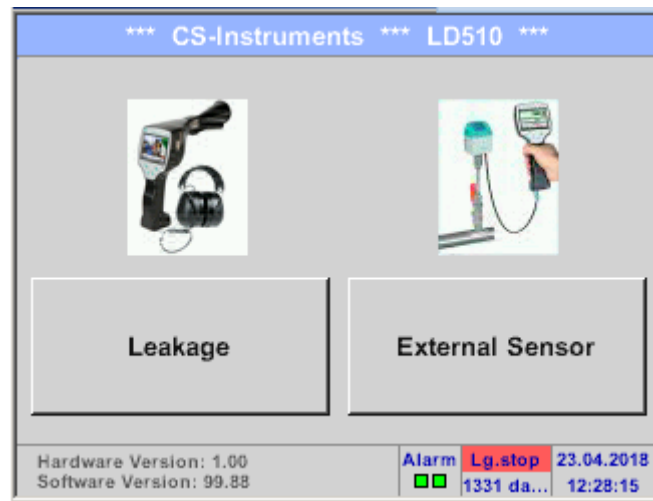 *** CS-Instruments *** LD510 ***
Leakage
External Sensor
Hardware Version: 1.00
Software Version: 99.88
Alarm
Lg.stop
1331 da...
23.04.2018
12:28:15